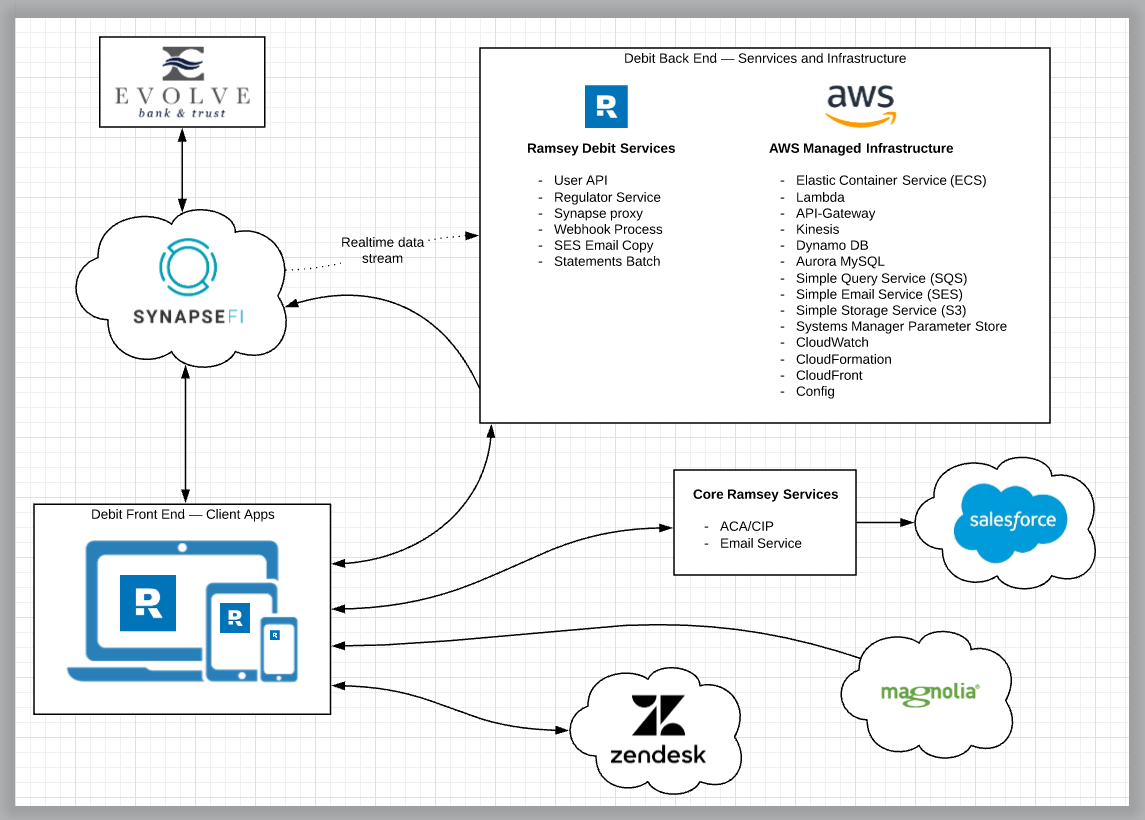 EVOLVE
bank & trust
SYNAPSEFI
Realtime data
stream
Debit Back End — Senrvices and Infrastructure
R
Ramsey Debit Services
- User API
- Regulator Service
- Synapse proxy
- Webhook Process
- SES Email Copy
- Statements Batch
aws
AWS Managed Infrastructure
- Elastic Container Service (ECS)
- Lambda
- API-Gateway
- Kinesis
- Dynamo DB
- Aurora MySQL
- Simple Query Service (SQS)
- Simple Email Service (SES)
- Simple Storage Service (S3)
- Systems Manager Parameter Store
- CloudWatch
- CloudFormation
- CloudFront
- Config
Debit Front End — Client Apps
R
R
R
Core Ramsey Services
- ACA/CIP
- Email Service
salesforce
magnolia®
zendesk